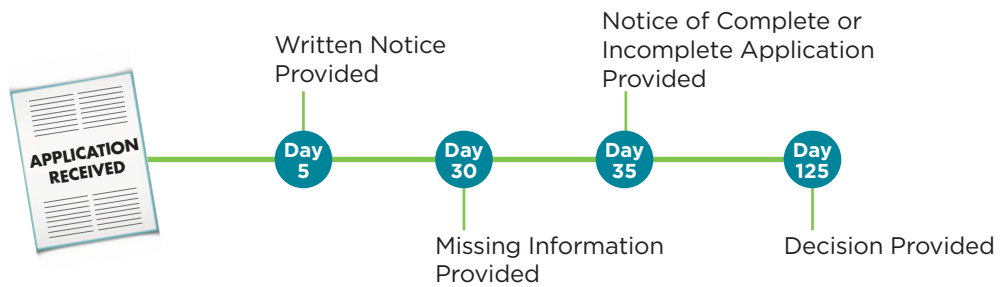 APPLICATION
RECEIVED
Written Notice
Provided
Day
5
Day
30
Missing Information
Provided
Notice of Complete or
Incomplete Application
Provided
Day
35
Day
125
Decision Provided